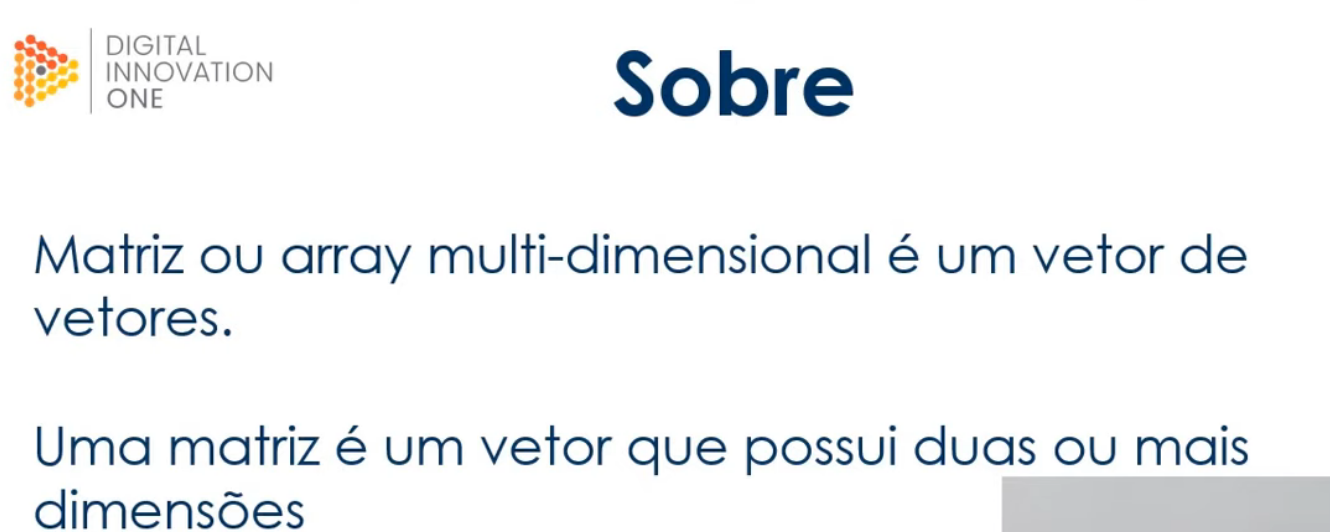 DIGITAL
INNOVATION
ONE
Sobre
Matriz ou array multi-dimensional é um vetor de
vetores.
Uma matriz é um vetor que possui duas ou mais
dimensões